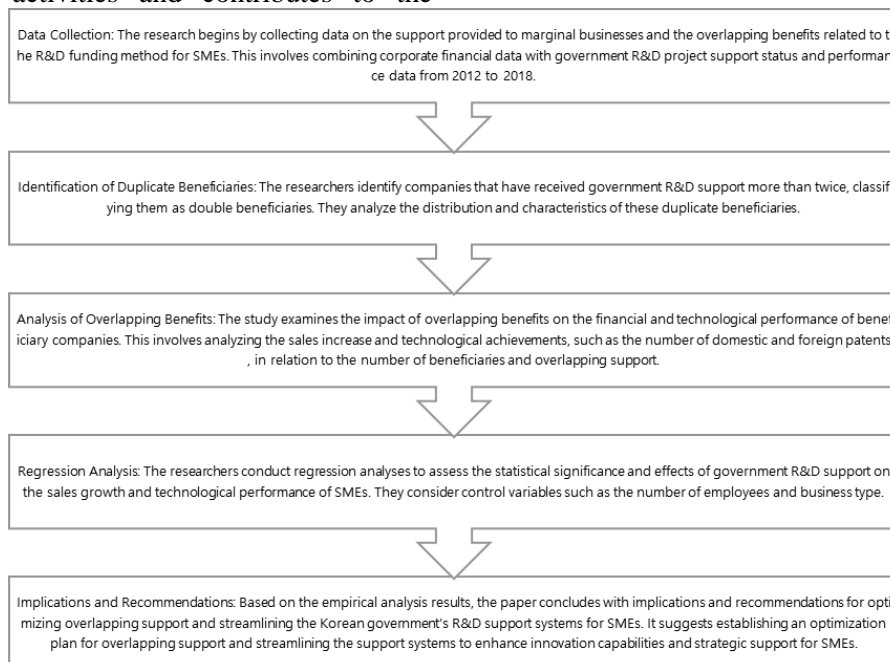 activities and contributes to the
Data Collection: The research begins by collecting data on the support provided to marginal businesses and the overlapping benefits related to t
he R&D funding method for SMEs. This involves combining corporate financial data with government R&D project support status and performan
ce data from 2012 to 2018.
Identification of Duplicate Beneficiaries: The researchers identify companies that have received government R&D support more than twice, classif
ying them as double beneficiaries. They analyze the distribution and characteristics of these duplicate beneficiaries.
Analysis of Overlapping Benefits: The study examines the impact of overlapping benefits on the financial and technological performance of benef
iciary companies. This involves analyzing the sales increase and technological achievements, such as the number of domestic and foreign patents
, in relation to the number of beneficiaries and overlapping support.
Regression Analysis: The researchers conduct regression analyses to assess the statistical significance and effects of government R&D support on
the sales growth and technological performance of SMEs. They consider control variables such as the number of employees and business type.
Implications and Recommendations: Based on the empirical analysis results, the paper concludes with implications and recommendations for opti
mizing overlapping support and streamlining the Korean government's R&D support systems for SMEs. It suggests establishing an optimization
plan for overlapping support and streamlining the support systems to enhance innovation capabilities and strategic support for SMEs.